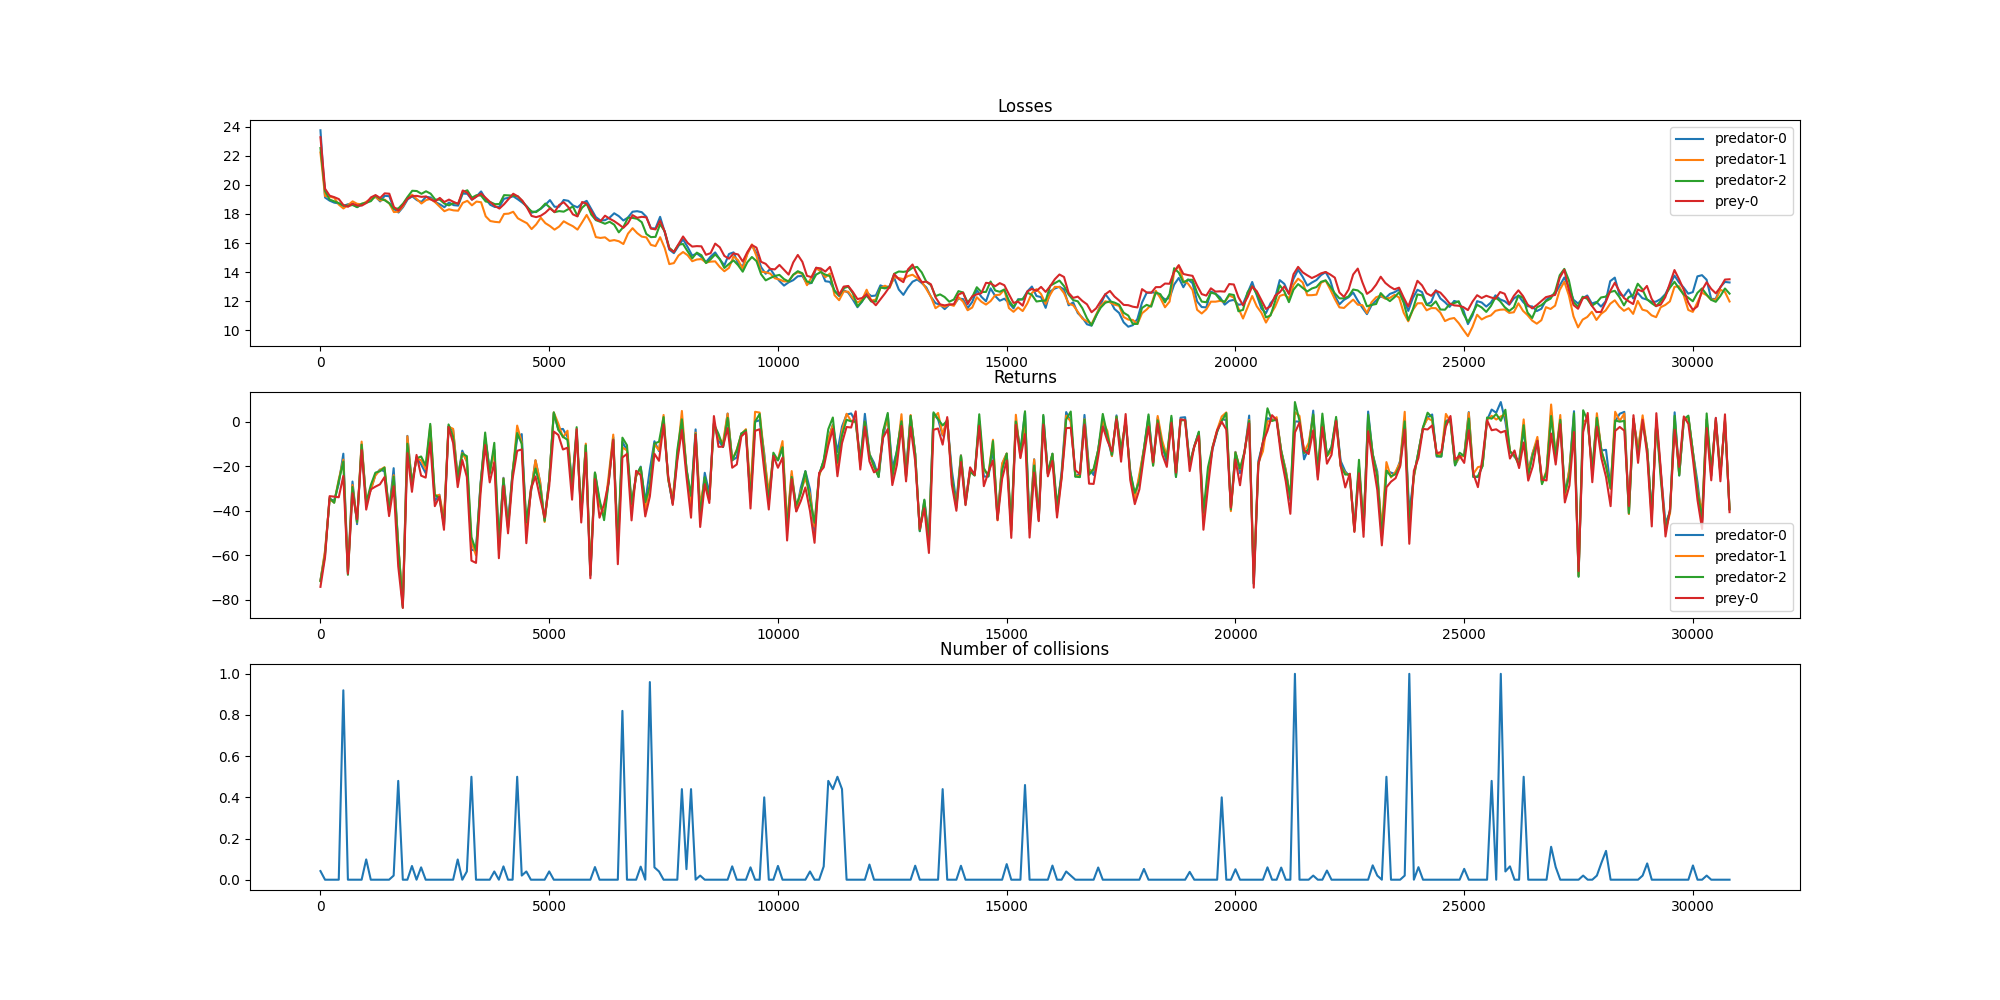 Losses
24
22
20
18
16
14
12
10
predator-0
predator-1
predator-2
prey-0
0 5000 10000 15000 20000 25000 30000
Returns
0
−20
−40
−60
−80
predator-0
predator-1
predator-2
prey-0
0 5000 10000 15000 20000 25000 30000
Number of collisions
1.0
0.8
0.6
0.4
0.2
0.0
0 5000 10000 15000 20000 25000 30000